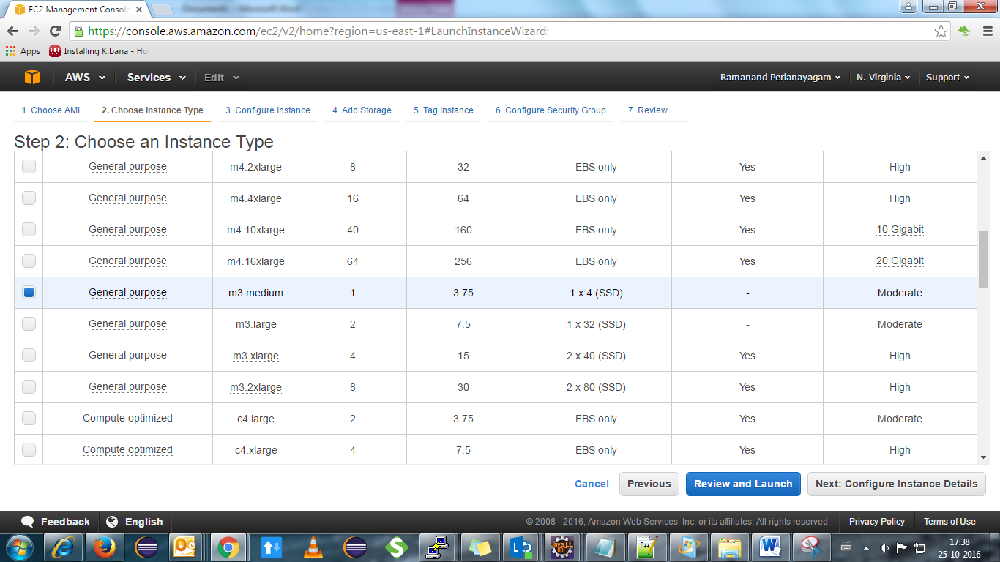 EC2 Management Console
https://console.aws.amazon.com/ec2/v2/home?region=us-east-1#LaunchInstanceWizard:
Apps Installing Kibana - Ho
AWS Services Edit Ramanand Perianayagam N. Virginia Support
1. Choose AMI 2. Choose Instance Type 3. Configure Instance 4. Add Storage 5. Tag Instance 6. Configure Security Group 7. Review
Step 2: Choose an Instance Type
General purpose m4.2xlarge 8 32 EBS only Yes High
General purpose m4.4xlarge 16 64 EBS only Yes High
General purpose m4.10xlarge 40 160 EBS only Yes 10 Gigabit
General purpose m4.16xlarge 64 256 EBS only Yes 20 Gigabit
General purpose m3.medium 1 3.75 1 x 4 (SSD) - Moderate
General purpose m3.large 2 7.5 1 x 32 (SSD) - Moderate
General purpose m3.xlarge 4 15 2 x 40 (SSD) Yes High
General purpose m3.2xlarge 8 30 2 x 80 (SSD) Yes High
Compute optimized c4.large 2 3.75 EBS only Yes Moderate
Compute optimized c4.xlarge 4 7.5 EBS only Yes High
Cancel Previous Review and Launch Next: Configure Instance Details
Feedback English © 2008 - 2016, Amazon Web Services, Inc. or its affiliates. All rights reserved. Privacy Policy Terms of Use
17:38
25-10-2016